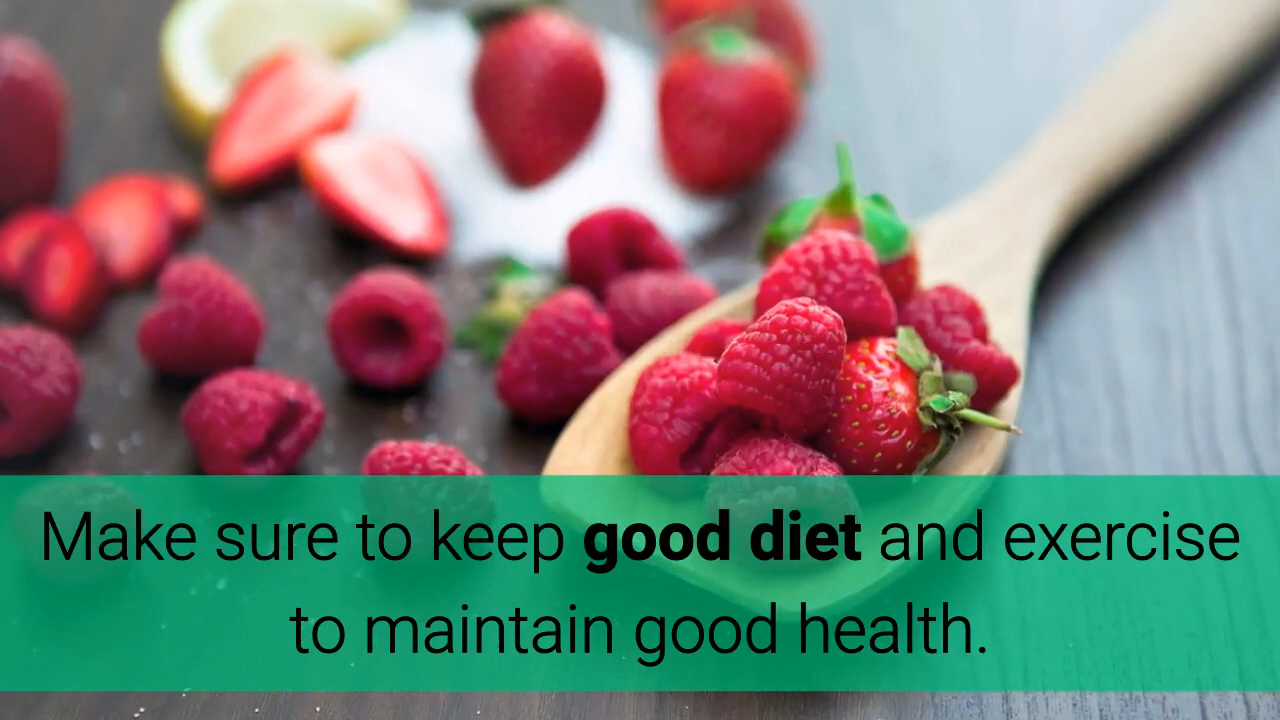 Make sure to keep good diet and exercise
to maintain good health.